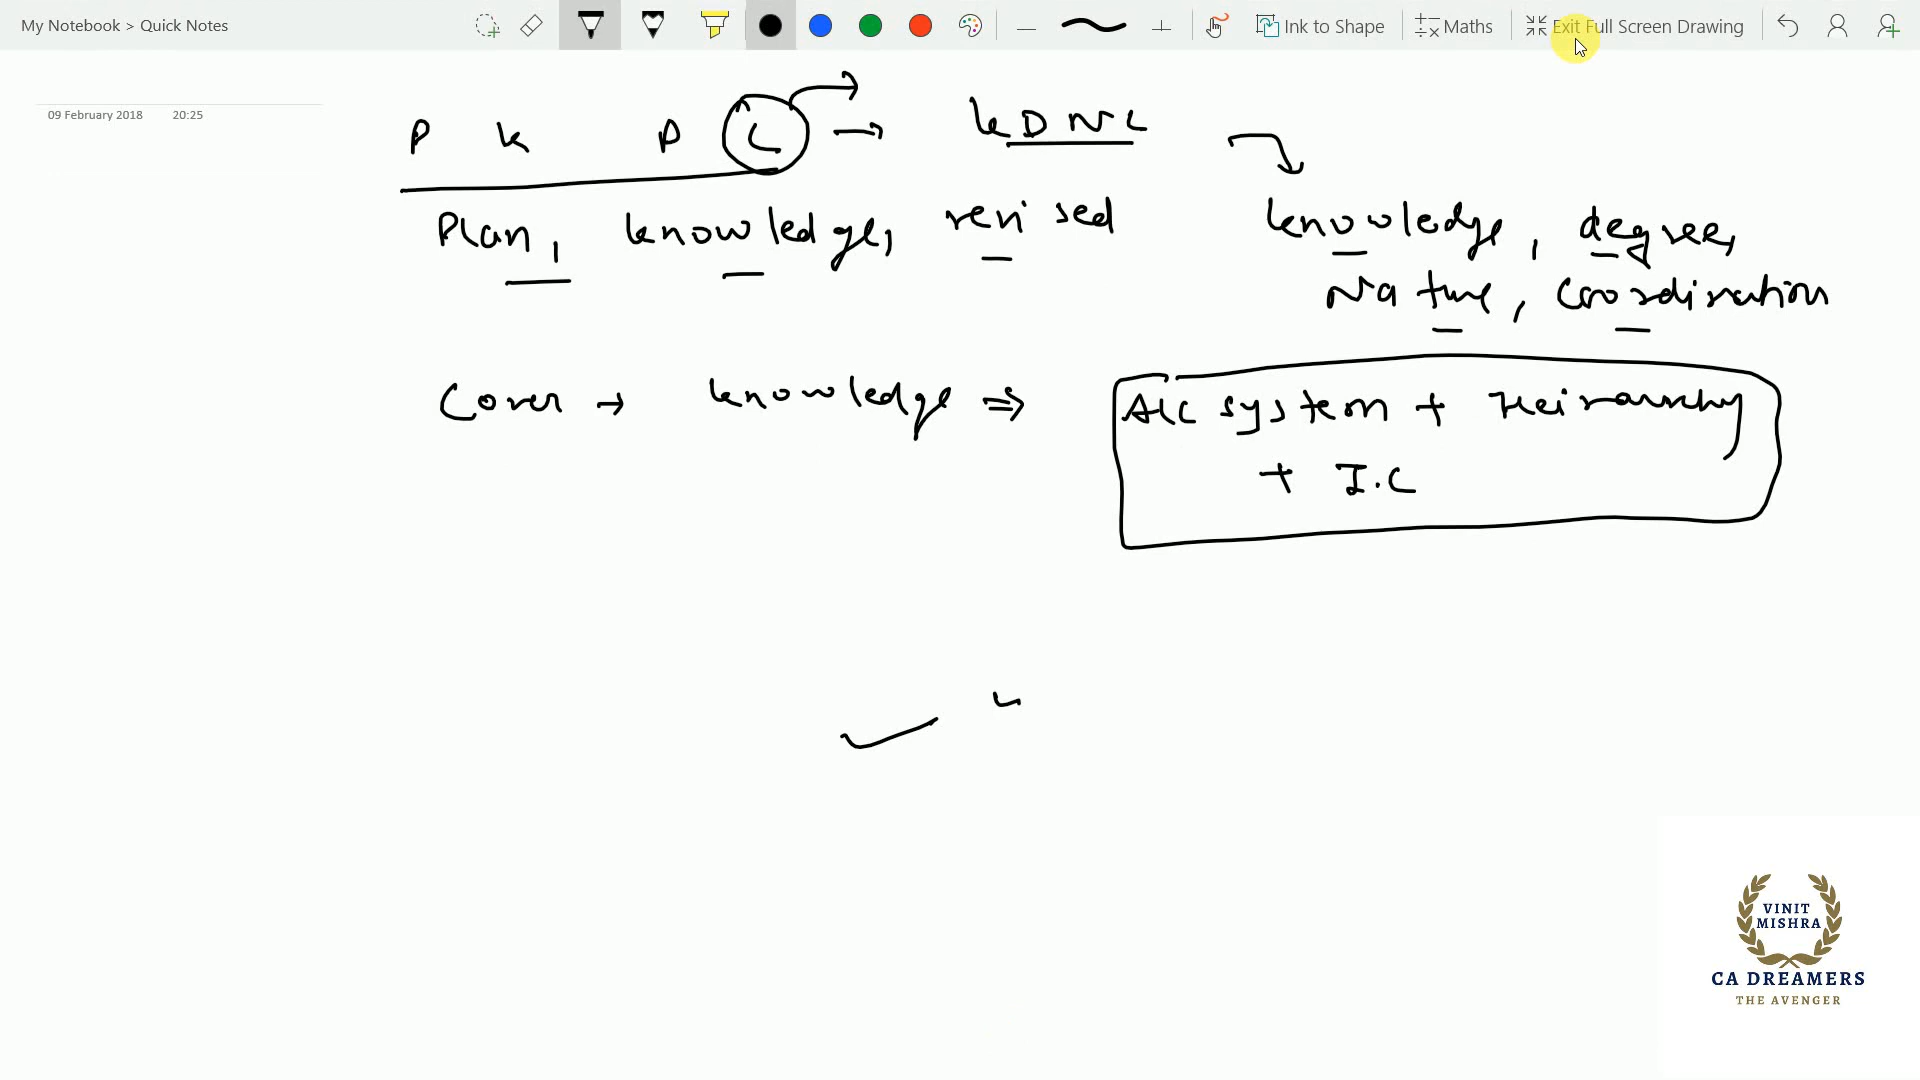 My Notebook > Quick Notes
Ink to Shape
Maths
Exit Full Screen Drawing
09 February 2018 20:25
P K P C → KDNC
Plan, knowledge, revised
knowledge, degree,
Nature, Coordination
Cover → knowledge ⇒ A/C system + Heirarchy
+ I.C
VINIT
MISHRA
CA DREAMERS
THE AVENGER